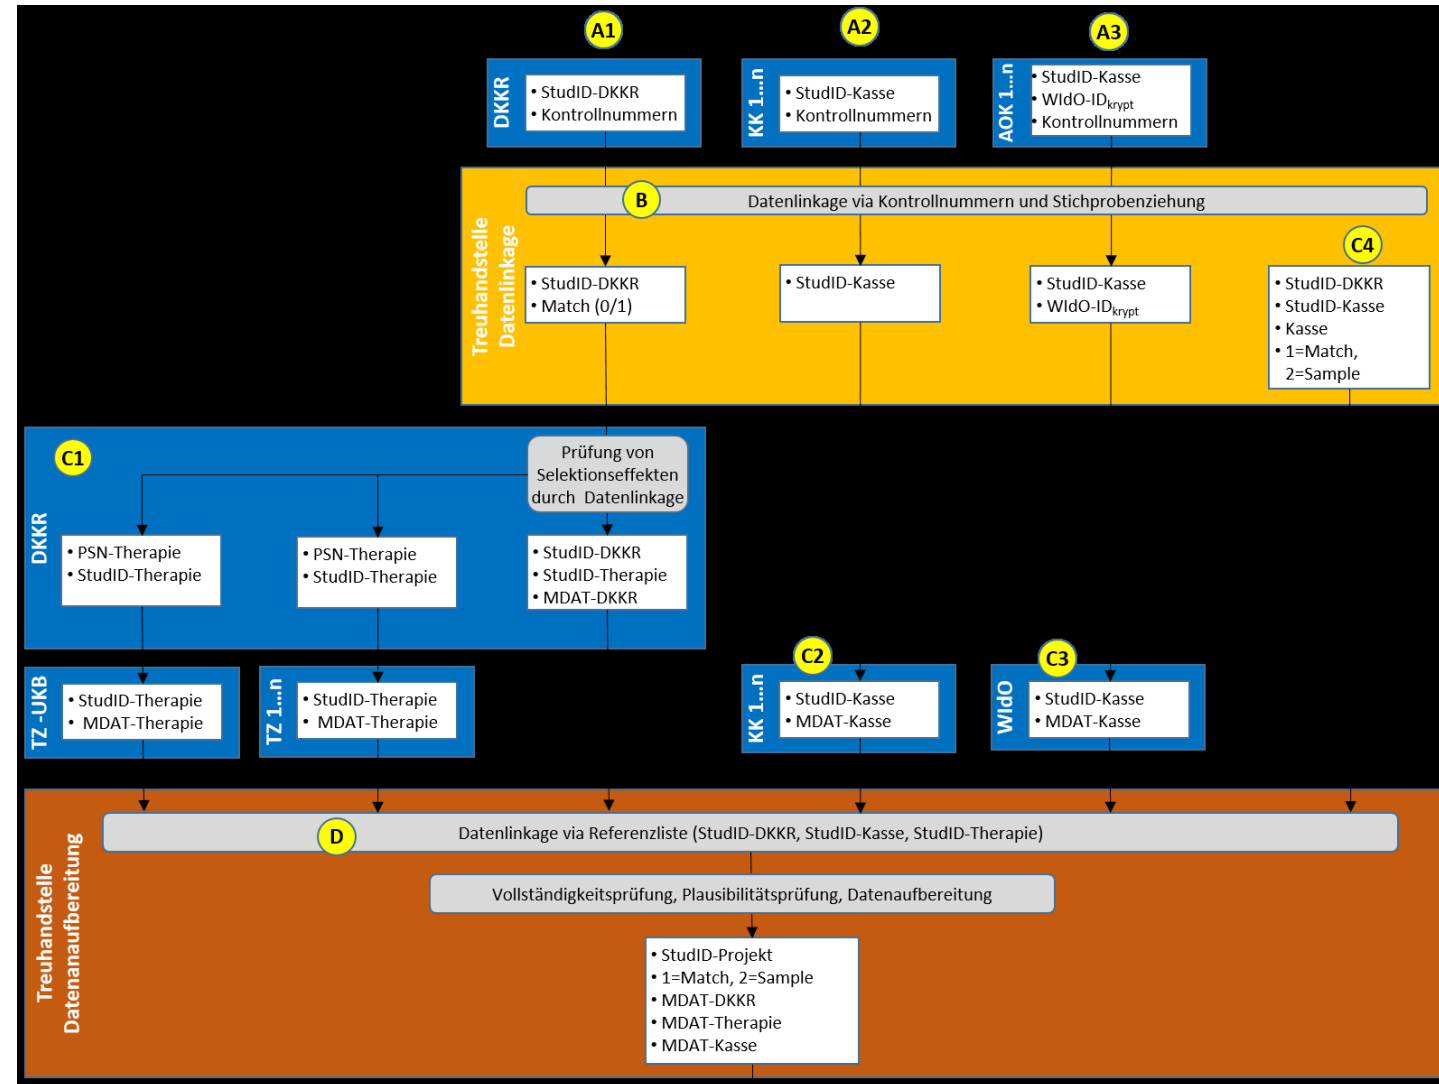 A1
A2
A3
DKKR
• StudID-DKKR
• Kontrollnummern
KK 1...n
• StudID-Kasse
• Kontrollnummern
AOK 1...n
• StudID-Kasse
• WIdO-IDkrypt
• Kontrollnummern
Treuhandstelle
Datenlinkage
B
Datenlinkage via Kontrollnummern und Stichprobenziehung
C4
• StudID-DKKR
• Match (0/1)
• StudID-Kasse
• StudID-Kasse
• WIdO-IDkrypt
• StudID-DKKR
• StudID-Kasse
• Kasse
• 1=Match,
2=Sample
C1
DKKR
Prüfung von
Selektionseffekten
durch Datenlinkage
• PSN-Therapie
• StudID-Therapie
• PSN-Therapie
• StudID-Therapie
• StudID-DKKR
• StudID-Therapie
• MDAT-DKKR
TZ -UKB
• StudID-Therapie
• MDAT-Therapie
TZ 1...n
• StudID-Therapie
• MDAT-Therapie
C2
KK 1...n
• StudID-Kasse
• MDAT-Kasse
C3
WIdO
• StudID-Kasse
• MDAT-Kasse
Treuhandstelle
Datenanaufbereitung
D
Datenlinkage via Referenzliste (StudID-DKKR, StudID-Kasse, StudID-Therapie)
Vollständigkeitsprüfung, Plausibilitätsprüfung, Datenaufbereitung
• StudID-Projekt
• 1=Match, 2=Sample
• MDAT-DKKR
• MDAT-Therapie
• MDAT-Kasse